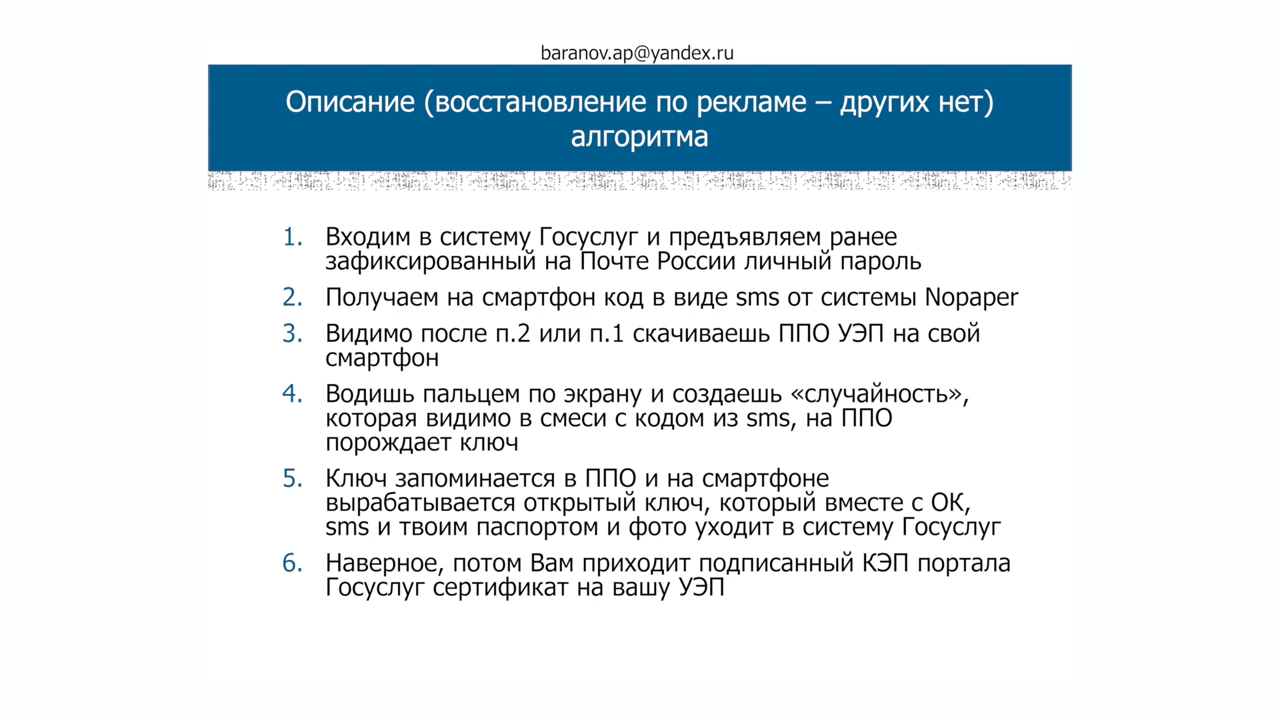 baranov.ap@yandex.ru
Описание (восстановление по рекламе – других нет)
алгоритма
1. Входим в систему Госуслуг и предъявляем ранее
зафиксированный на Почте России личный пароль
2. Получаем на смартфон код в виде sms от системы Nopaper
3. Видимо после п.2 или п.1 скачиваешь ППО УЭП на свой
смартфон
4. Водишь пальцем по экрану и создаешь «случайность»,
которая видимо в смеси с кодом из sms, на ППО
порождает ключ
5. Ключ запоминается в ППО и на смартфоне
вырабатывается открытый ключ, который вместе с ОК,
sms и твоим паспортом и фото уходит в систему Госуслуг
6. Наверное, потом Вам приходит подписанный КЭП портала
Госуслуг сертификат на вашу УЭП